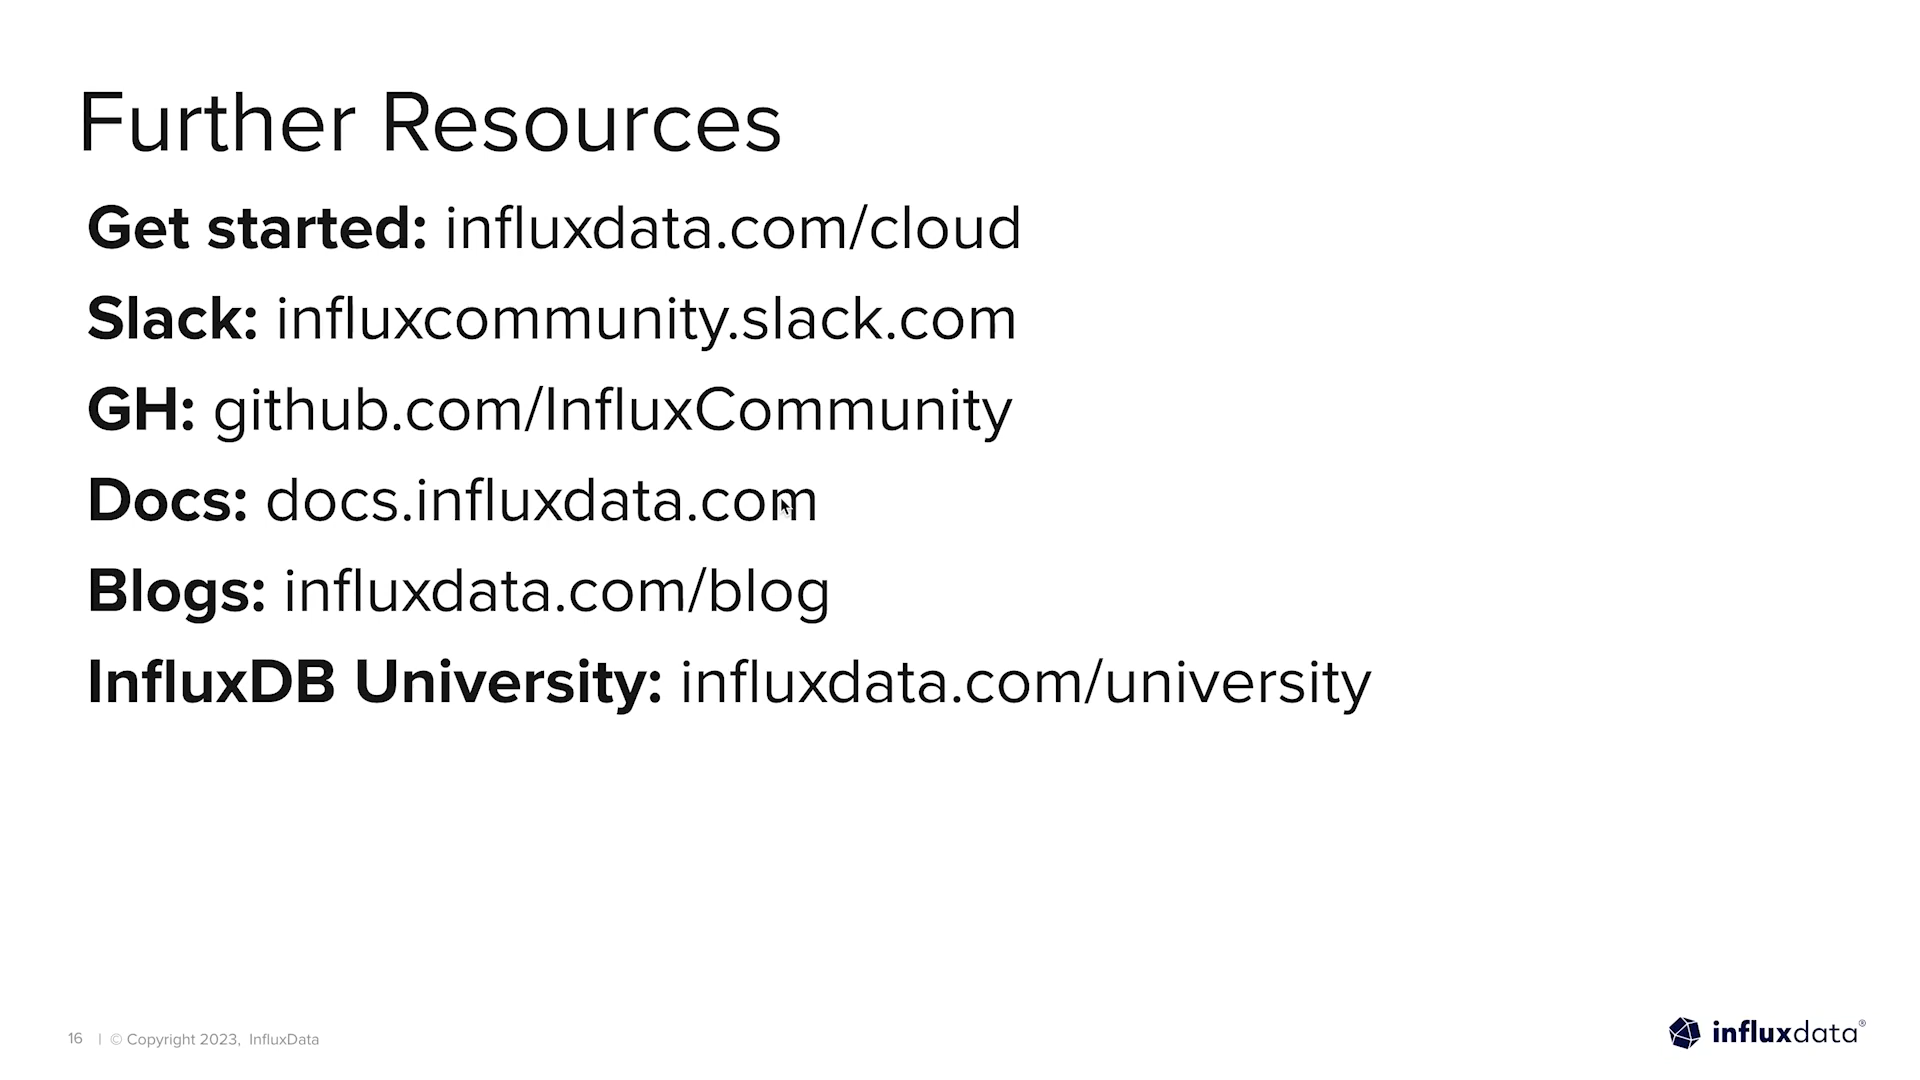 Further Resources
Get started: influxdata.com/cloud
Slack: influxcommunity.slack.com
GH: github.com/InfluxCommunity
Docs: docs.influxdata.com
Blogs: influxdata.com/blog
InfluxDB University: influxdata.com/university
16 | © Copyright 2023, InfluxData
influxdata®